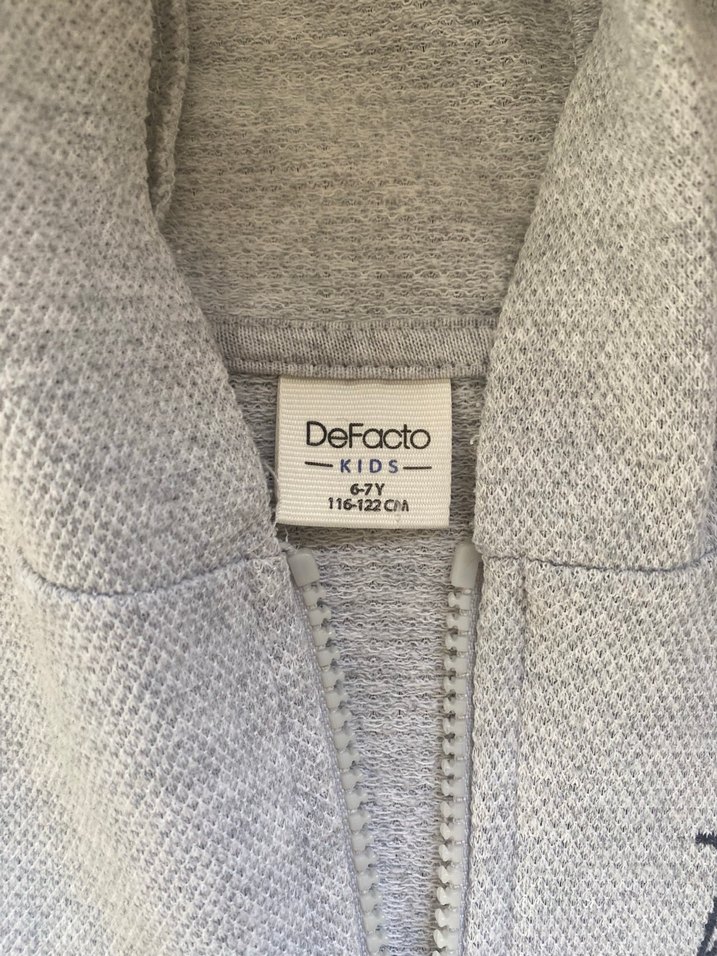 DeFacto
KIDS
6-7 Y
116-122 CM